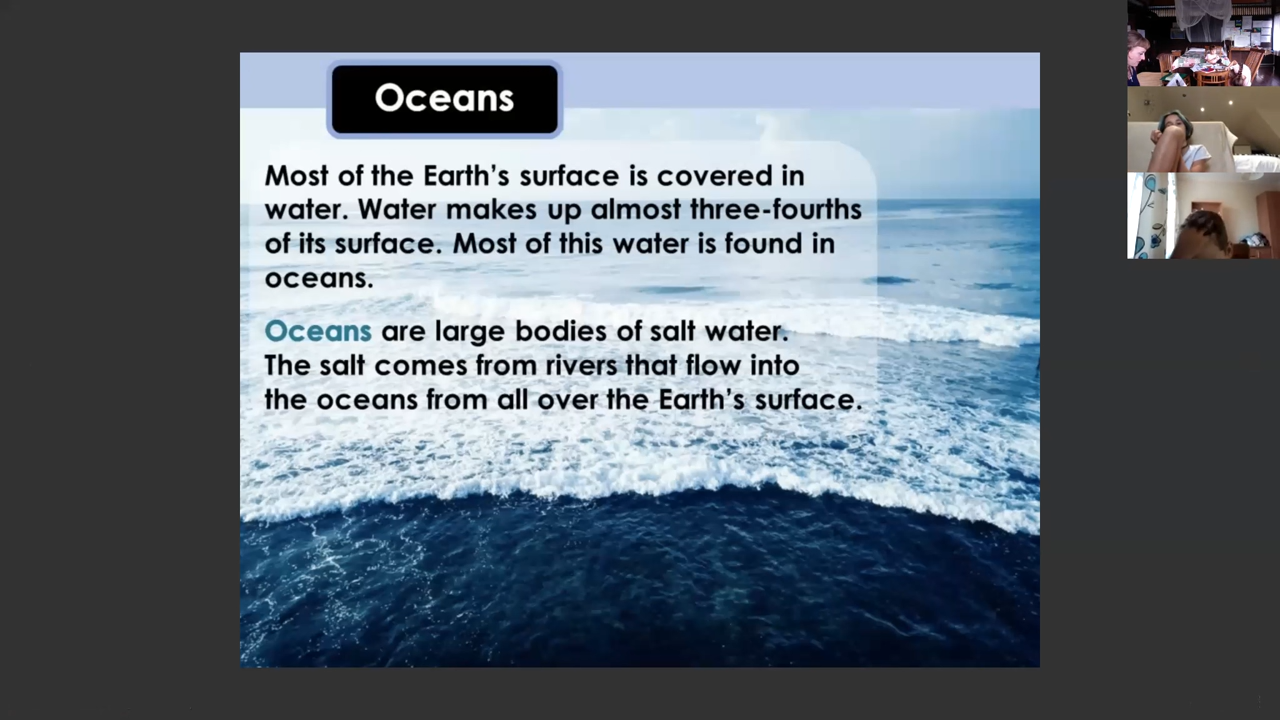 Oceans
Most of the Earth's surface is covered in
water. Water makes up almost three-fourths
of its surface. Most of this water is found in
oceans.
Oceans are large bodies of salt water.
The salt comes from rivers that flow into
the oceans from all over the Earth's surface.